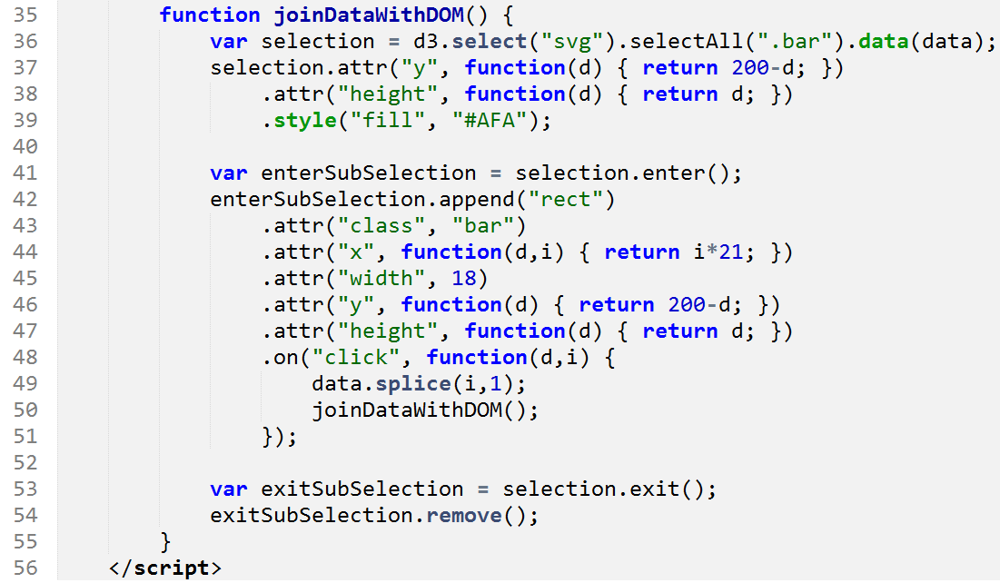 35        function joinDataWithDOM() {
36            var selection = d3.select("svg").selectAll(".bar").data(data);
37            selection.attr("y", function(d) { return 200-d; })
38                .attr("height", function(d) { return d; })
39                .style("fill", "#AFA");
40
41            var enterSubSelection = selection.enter();
42            enterSubSelection.append("rect")
43                .attr("class", "bar")
44                .attr("x", function(d,i) { return i*21; })
45                .attr("width", 18)
46                .attr("y", function(d) { return 200-d; })
47                .attr("height", function(d) { return d; })
48                .on("click", function(d,i) {
49                    data.splice(i,1);
50                    joinDataWithDOM();
51                });
52
53            var exitSubSelection = selection.exit();
54            exitSubSelection.remove();
55        }
56    </script>